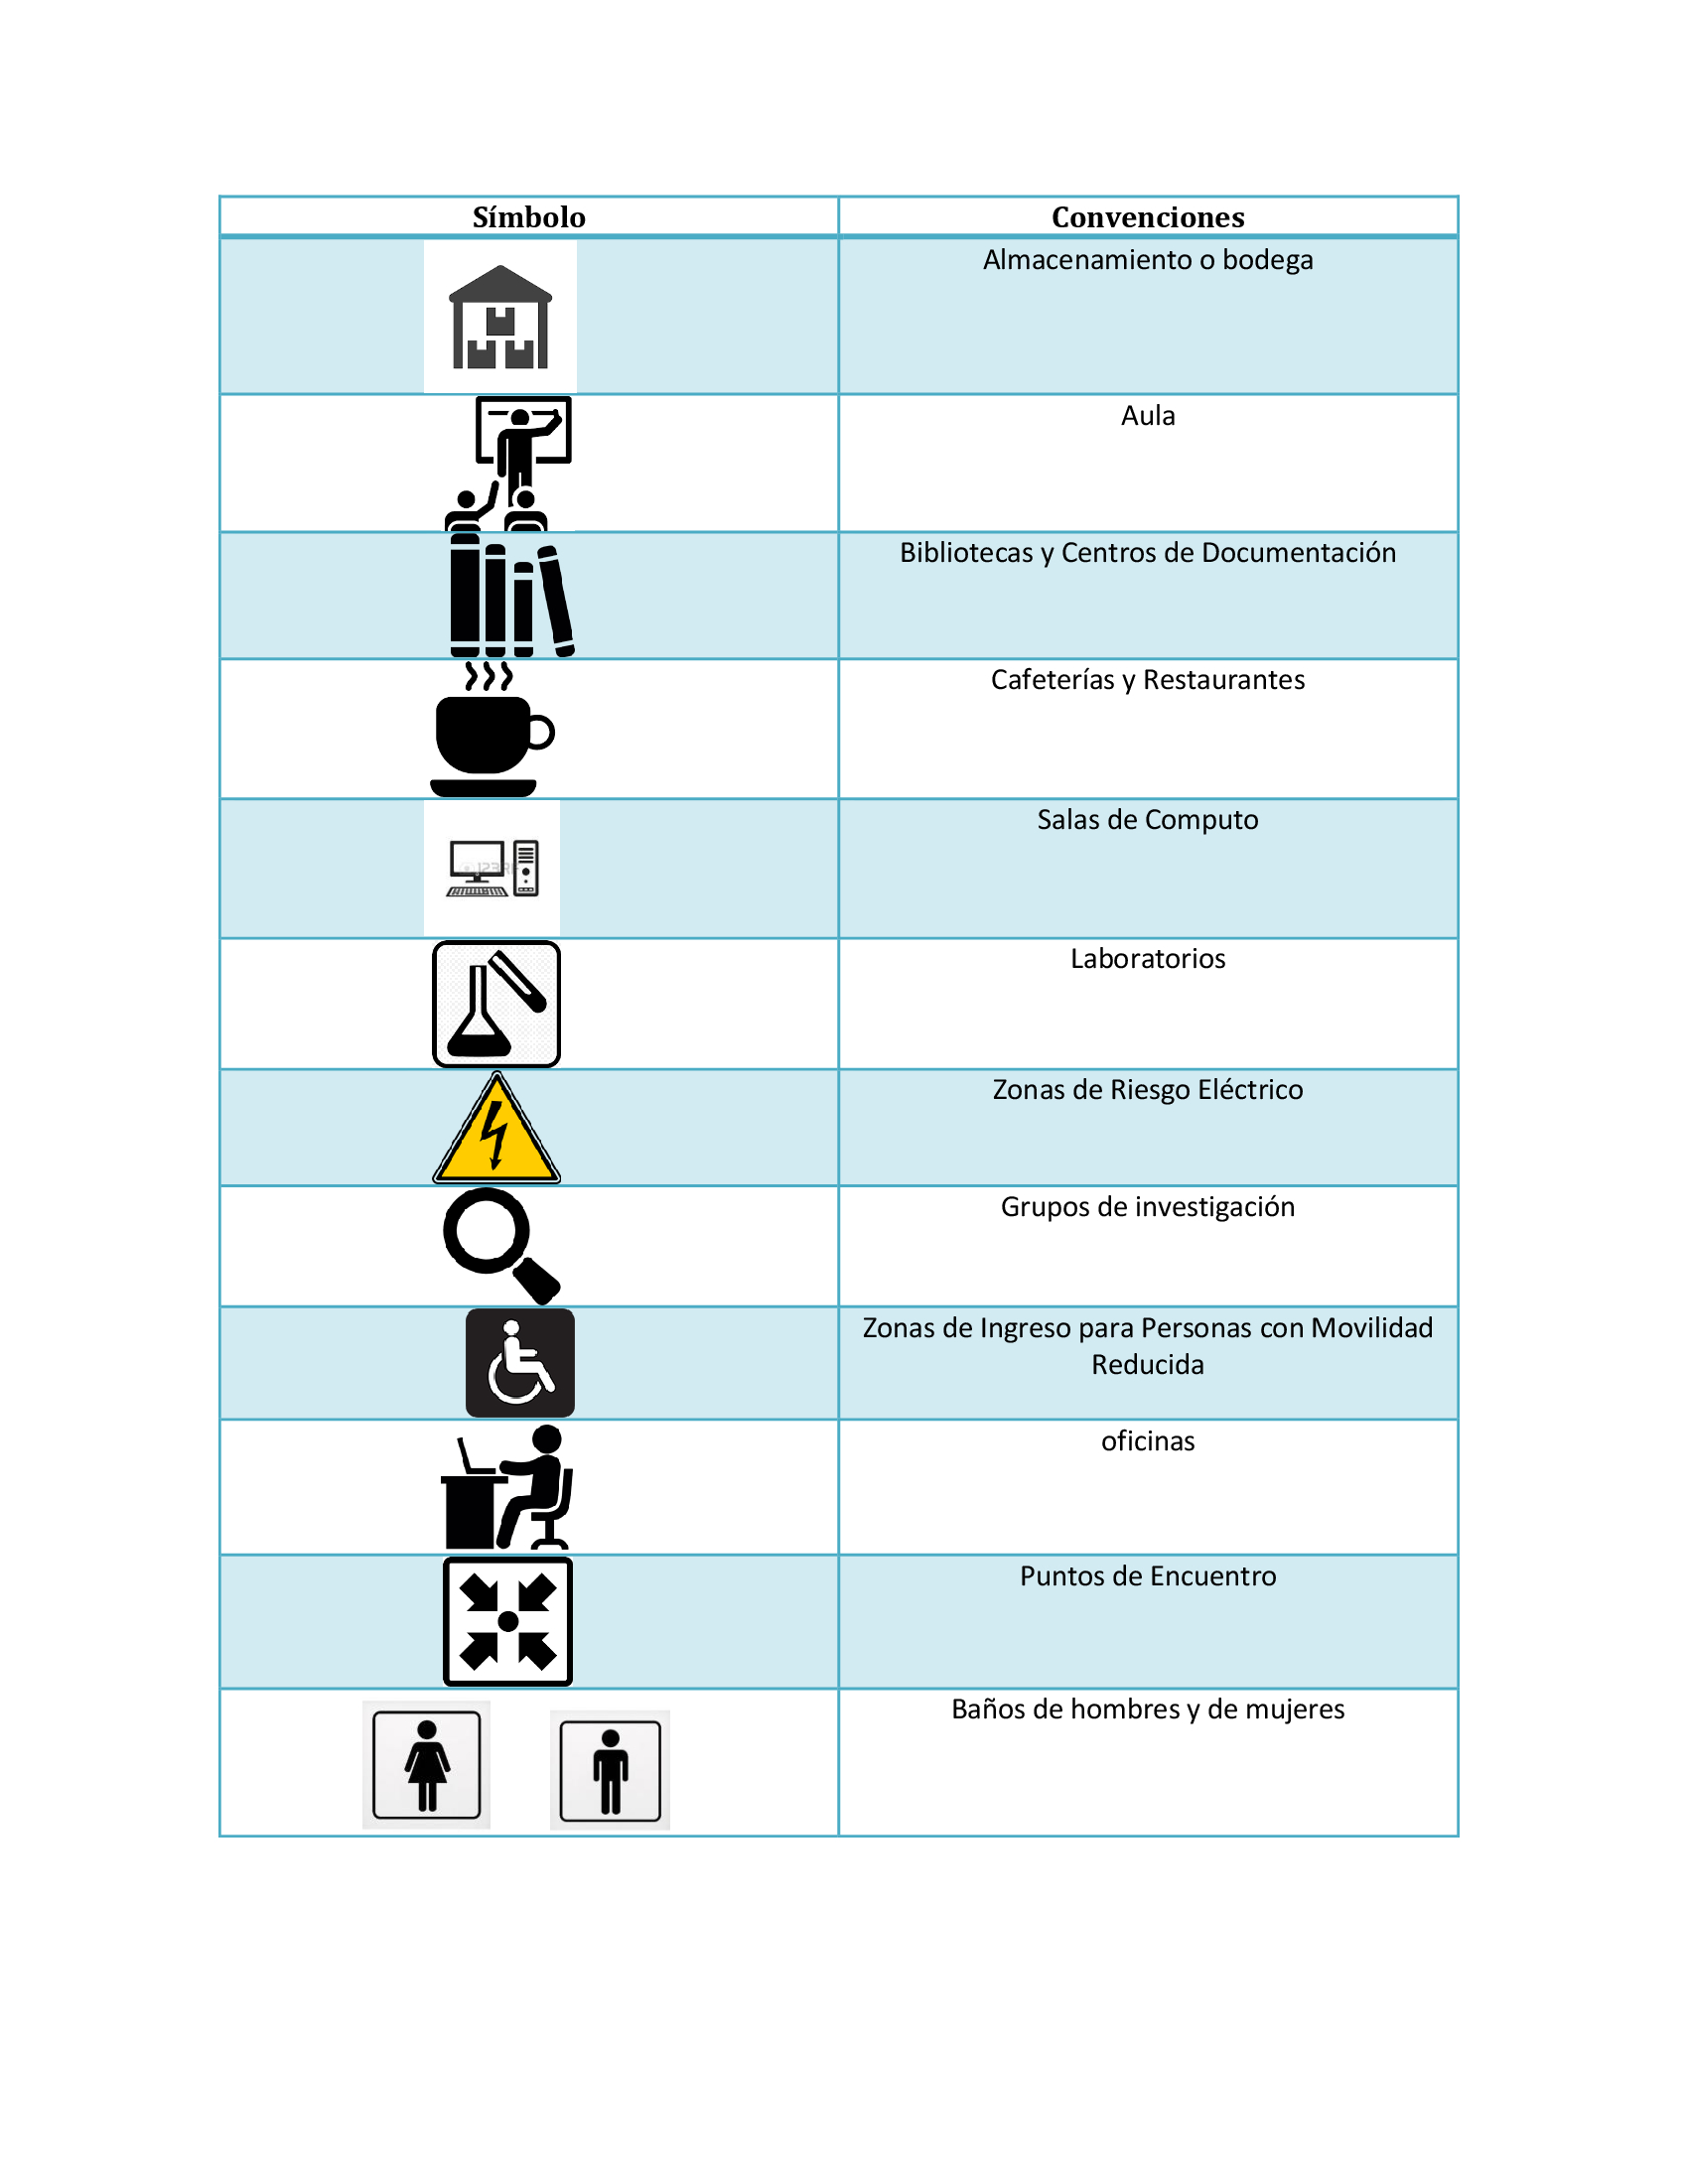 Símbolo Convenciones
Almacenamiento o bodega
Aula
Bibliotecas y Centros de Documentación
Cafeterías y Restaurantes
Salas de Computo
Laboratorios
Zonas de Riesgo Eléctrico
Grupos de investigación
Zonas de Ingreso para Personas con Movilidad
Reducida
oficinas
Puntos de Encuentro
Baños de hombres y de mujeres